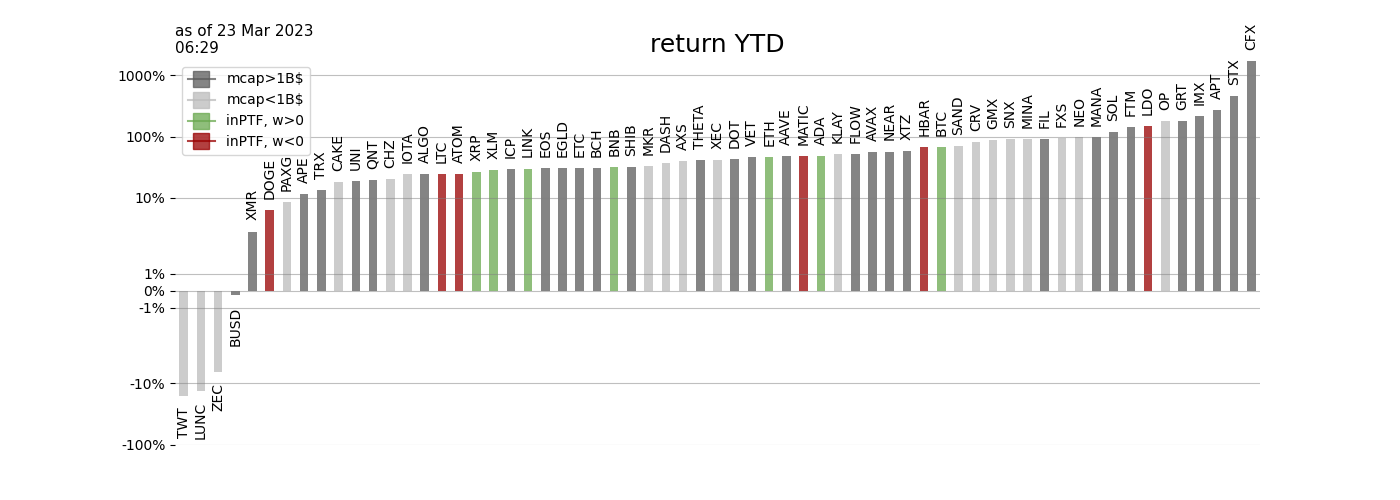 as of 23 Mar 2023
06:29
return YTD
mcap>1B$
mcap<1B$
inPTF, w>0
inPTF, w<0
1000%
100%
10%
1%
0%
-1%
-10%
-100%
TWT
LUNC
ZEC
BUSD
XMR
DOGE
PAXG
APE
TRX
CAKE
UNI
QNT
CHZ
IOTA
ALGO
LTC
ATOM
XRP
XLM
ICP
LINK
EOS
EGLD
ETC
BCH
BNB
SHIB
MKR
DASH
AXS
THETA
XEC
DOT
VET
ETH
AAVE
MATIC
ADA
KLAY
FLOW
AVAX
NEAR
XTZ
HBAR
BTC
SAND
CRV
GMX
SNX
MINA
FIL
FXS
NEO
MANA
SOL
FTM
LDO
OP
GRT
IMX
APT
STX
CFX